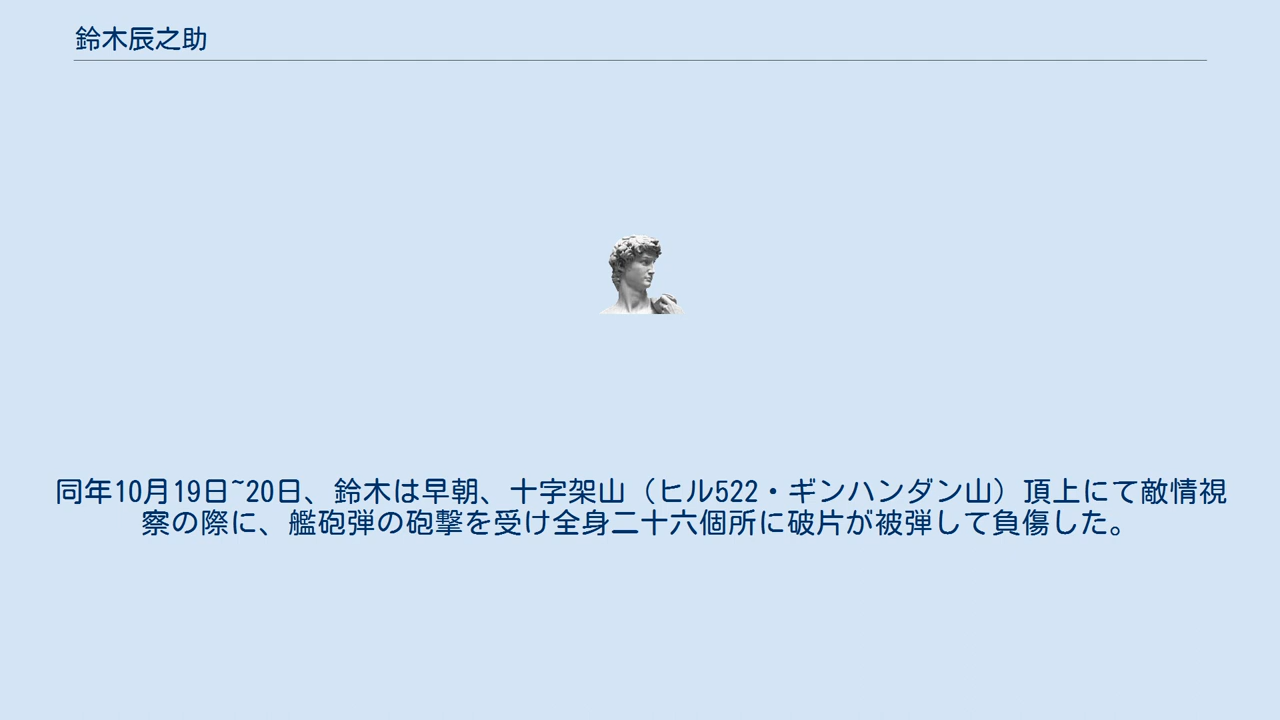 鈴木辰之助
同年10月19日~20日、鈴木は早朝、十字架山（ヒル522・ギンハンダン山）頂上にて敵情視
察の際に、艦砲弾の砲撃を受け全身二十六個所に破片が被弾して負傷した。